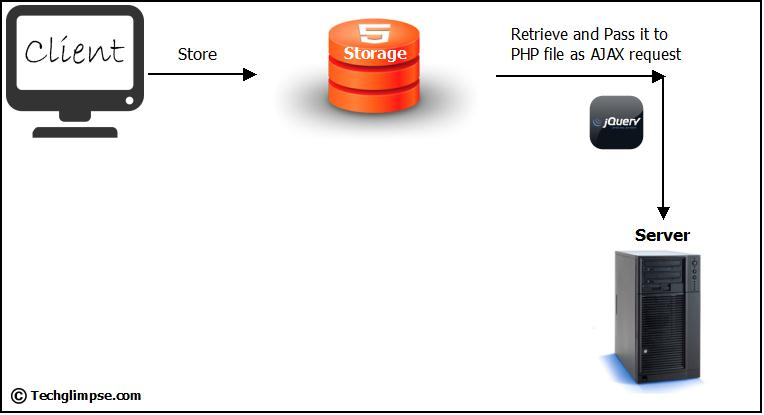 Client
Store
5
Storage
Retrieve and Pass it to
PHP file as AJAX request
jQuery
Server
© Techglimpse.com